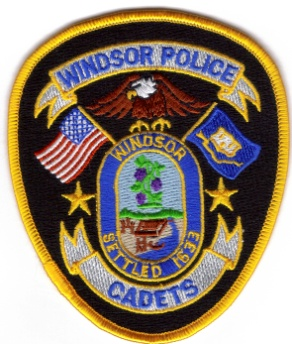 WINDSOR POLICE
WINDSOR
SETTLED 1633
CADETS